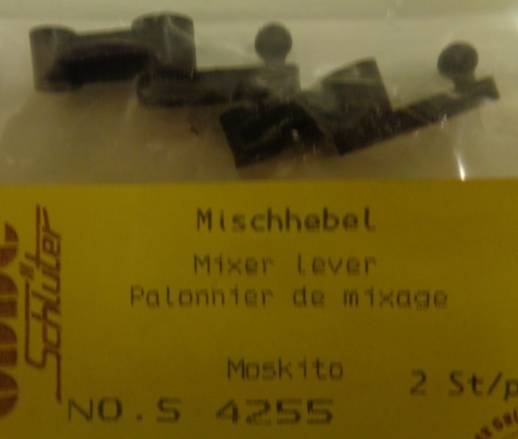 Mischhebel
Mixer lever
Palonnier de mixage
Moskito
2 St/p
NO.S 4255
Schlüter